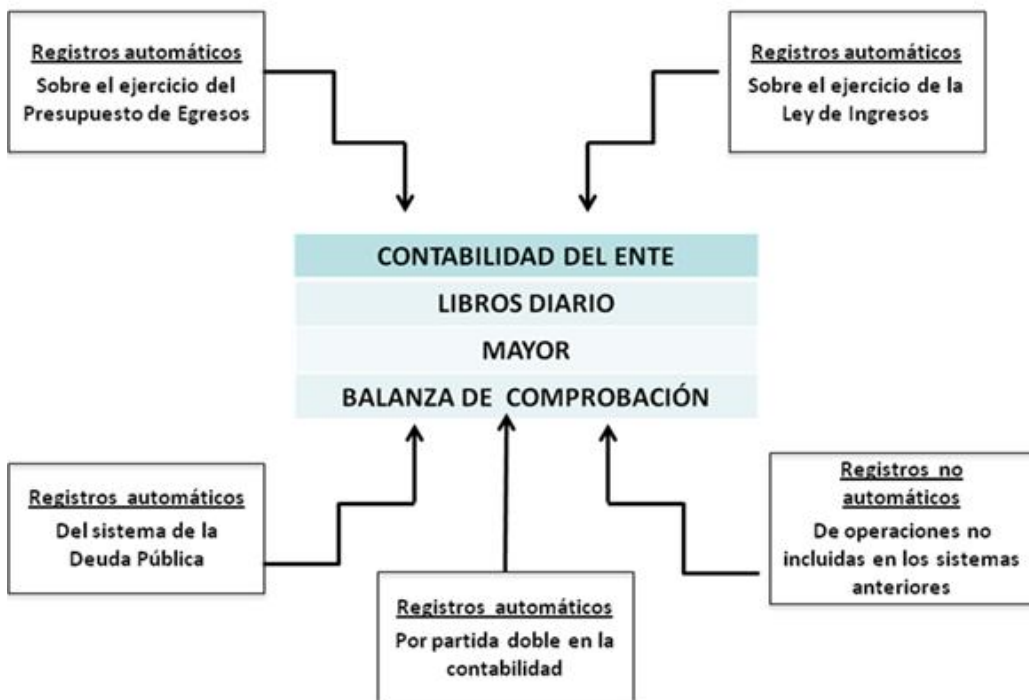 Registros automáticos
Sobre el ejercicio del
Presupuesto de Egresos
Registros automáticos
Sobre el ejercicio de la
Ley de Ingresos
CONTABILIDAD DEL ENTE
LIBROS DIARIO
MAYOR
BALANZA DE COMPROBACIÓN
Registros automáticos
Del sistema de la
Deuda Pública
Registros automáticos
Por partida doble en la
contabilidad
Registros no
automáticos
De operaciones no
incluidas en los sistemas
anteriores